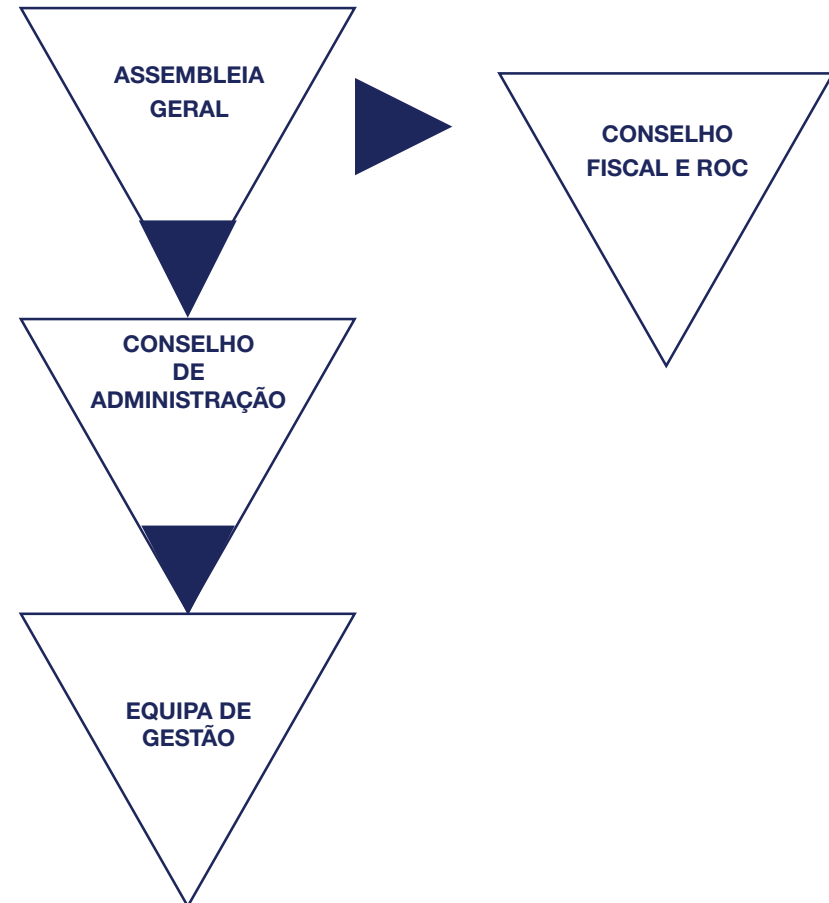 ASSEMBLEIA
GERAL
CONSELHO
FISCAL E ROC
CONSELHO
DE
ADMINISTRAÇÃO
EQUIPA DE
GESTÃO